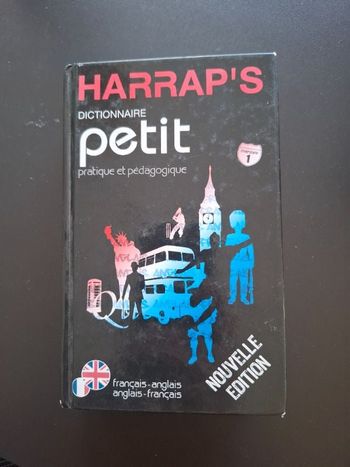 HARRAP'S
DICTIONNAIRE
petit
pratique et pédagogique
1
NOUVELLE
EDITION
français-anglais
anglais-français